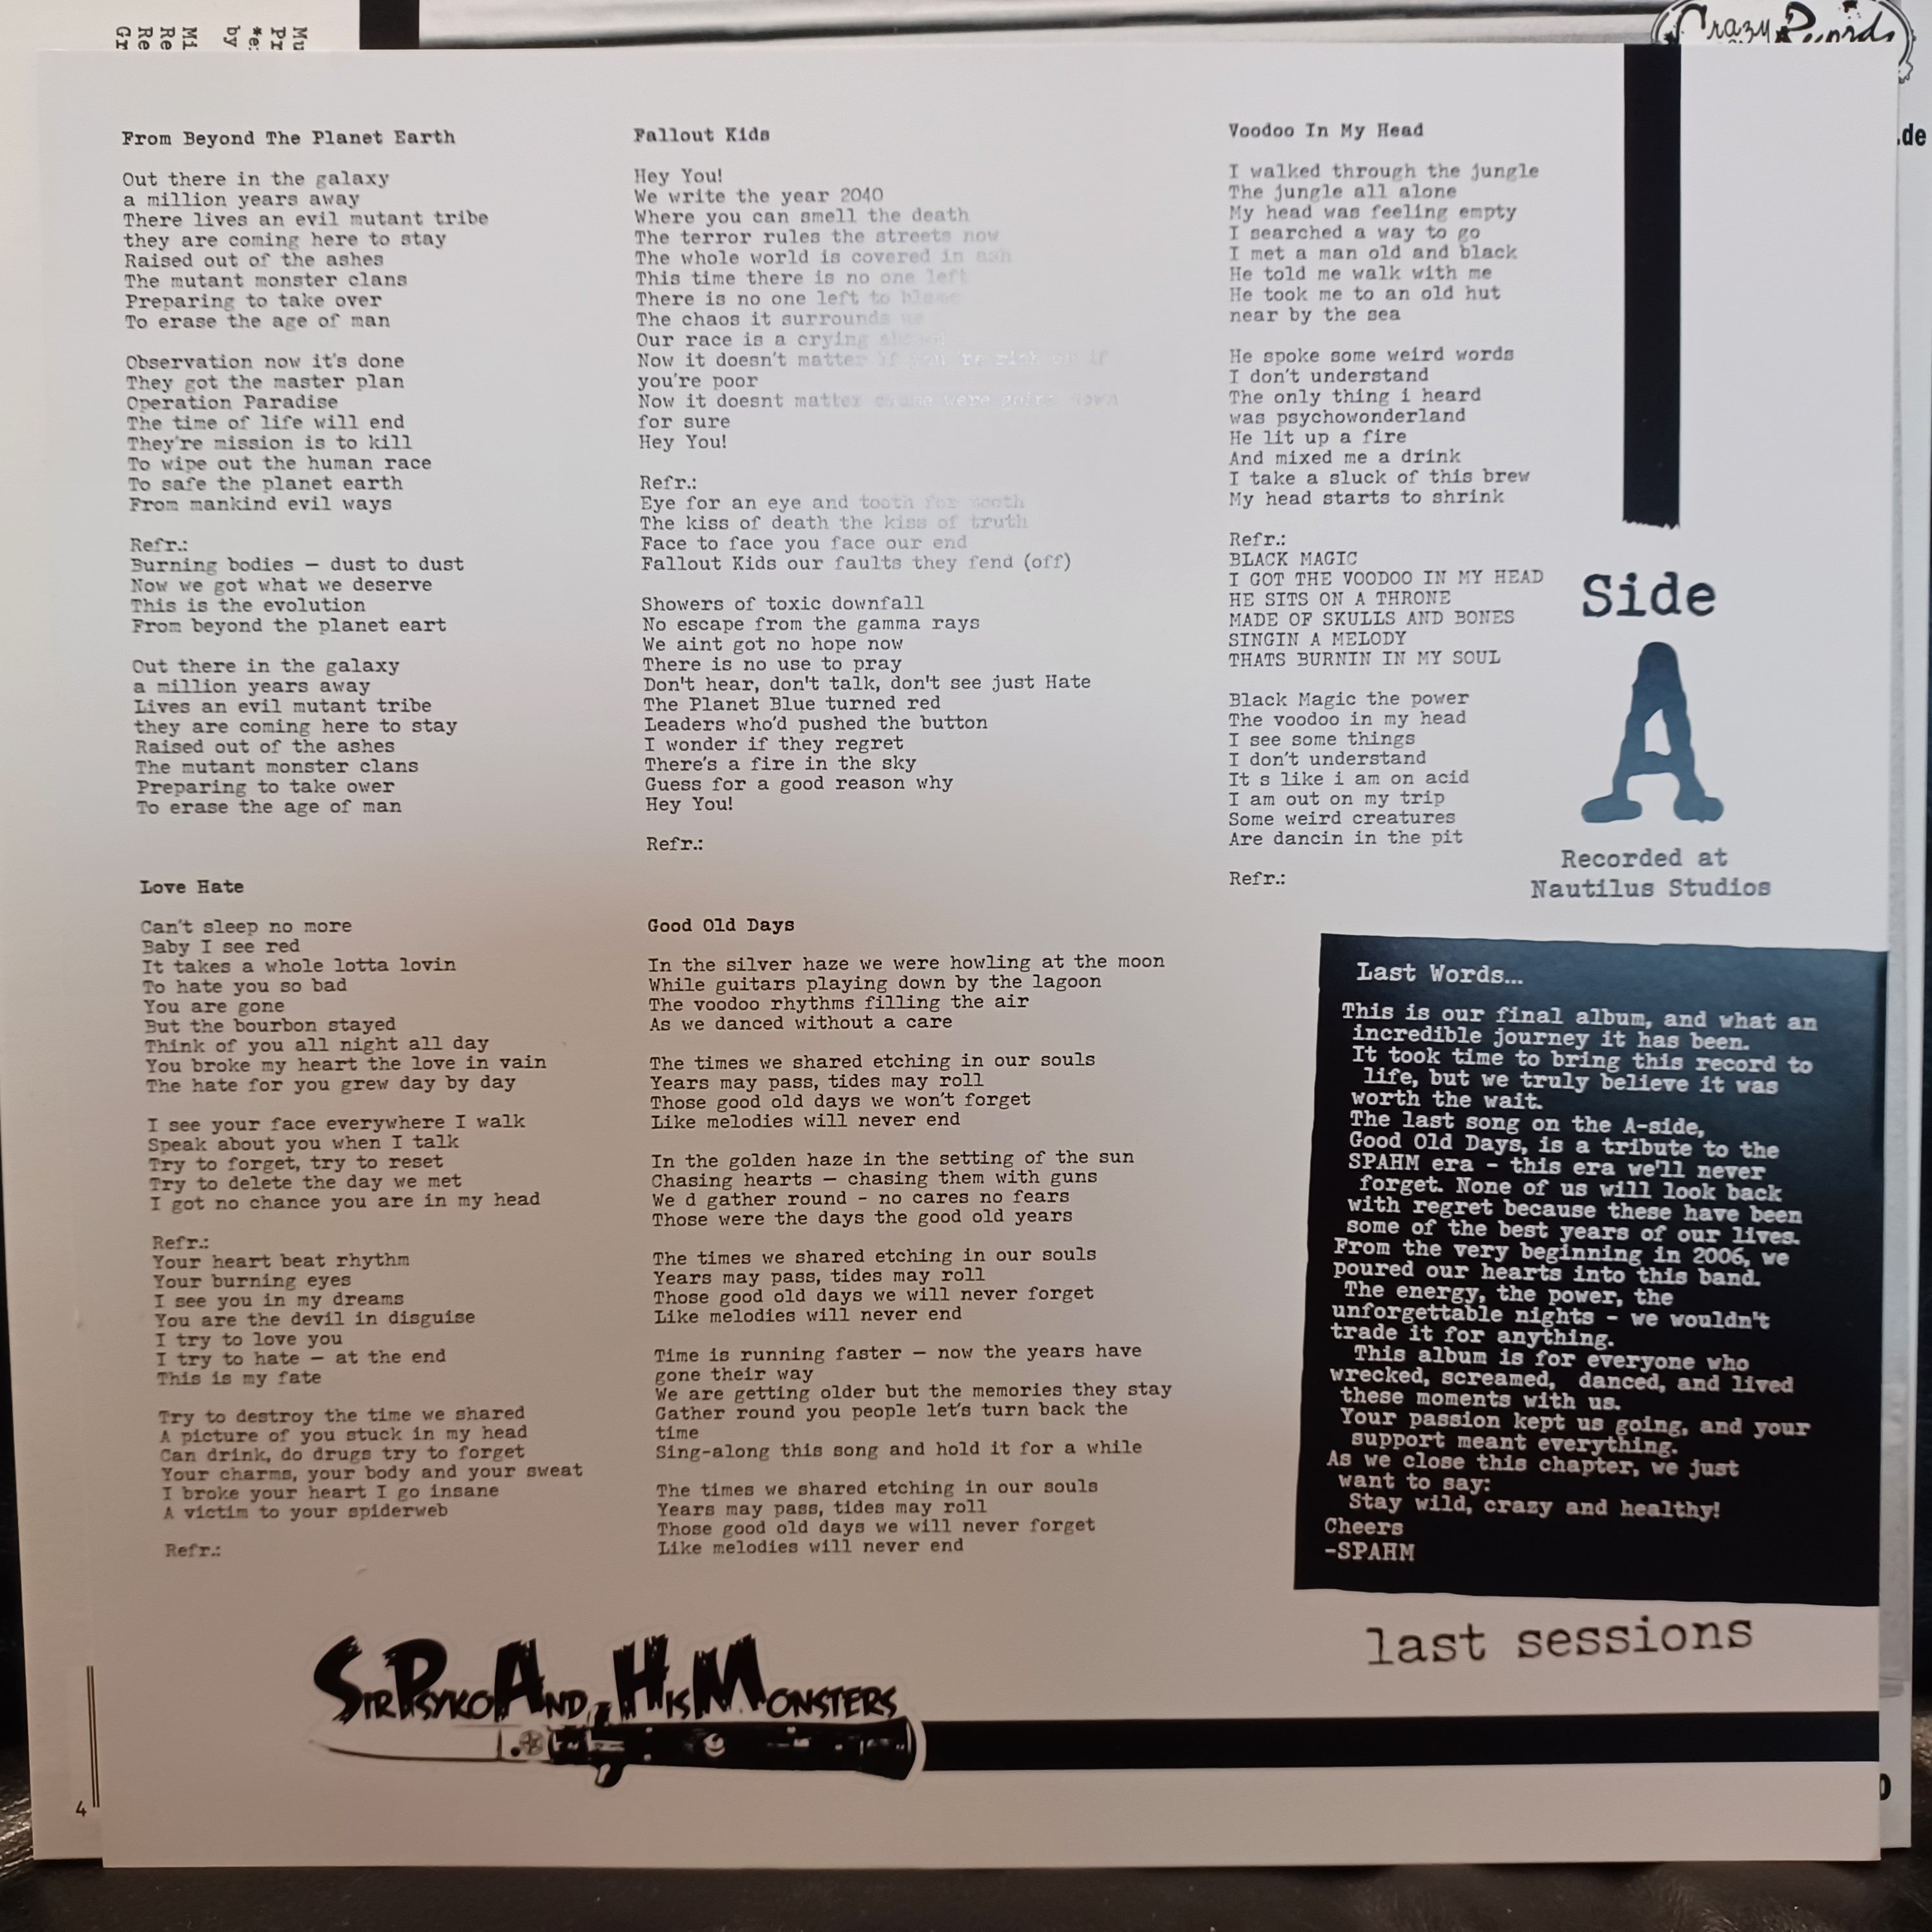 Crazy Records
.de
From Beyond The Planet Earth
Out there in the galaxy
a million years away
There lives an evil mutant tribe
they are coming here to stay
Raised out of the ashes
The mutant monster clans
Preparing to take over
To erase the age of man
Observation now it's done
They got the master plan
Operation Paradise
The time of life will end
They're mission is to kill
To wipe out the human race
To safe the planet earth
From mankind evil ways
Refr.:
Burning bodies — dust to dust
Now we got what we deserve
This is the evolution
From beyond the planet eart
Out there in the galaxy
a million years away
Lives an evil mutant tribe
they are coming here to stay
Raised out of the ashes
The mutant monster clans
Preparing to take ower
To erase the age of man
Love Hate
Can't sleep no more
Baby I see red
It takes a whole lotta lovin
To hate you so bad
You are gone
But the bourbon stayed
Think of you all night all day
You broke my heart the love in vain
The hate for you grew day by day
I see your face everywhere I walk
Speak about you when I talk
Try to forget, try to reset
Try to delete the day we met
I got no chance you are in my head
Refr.:
Your heart beat rhythm
Your burning eyes
I see you in my dreams
You are the devil in disguise
I try to love you
I try to hate — at the end
This is my fate
Try to destroy the time we shared
A picture of you stuck in my head
Can drink, do drugs try to forget
Your charms, your body and your sweat
I broke your heart I go insane
A victim to your spiderweb
Refr.:
Fallout Kids
Hey You!
We write the year 2040
Where you can smell the death
The terror rules the streets now
The whole world is covered in ash
This time there is no one left
There is no one left to blame
The chaos it surrounds
Our race is a crying
Now it doesn't matter if you're rich or if
you're poor
Now it doesnt matter cause were going down
for sure
Hey You!
Refr.:
Eye for an eye and tooth for tooth
The kiss of death the kiss of truth
Face to face you face our end
Fallout Kids our faults they fend (off)
Showers of toxic downfall
No escape from the gamma rays
We aint got no hope now
There is no use to pray
Don't hear, don't talk, don't see just Hate
The Planet Blue turned red
Leaders who'd pushed the button
I wonder if they regret
There's a fire in the sky
Guess for a good reason why
Hey You!
Refr.:
Good Old Days
In the silver haze we were howling at the moon
While guitars playing down by the lagoon
The voodoo rhythms filling the air
As we danced without a care
The times we shared etching in our souls
Years may pass, tides may roll
Those good old days we won't forget
Like melodies will never end
In the golden haze in the setting of the sun
Chasing hearts — chasing them with guns
We d gather round - no cares no fears
Those were the days the good old years
The times we shared etching in our souls
Years may pass, tides may roll
Those good old days we will never forget
Like melodies will never end
Time is running faster — now the years have
gone their way
We are getting older but the memories they stay
Gather round you people let's turn back the
time
Sing-along this song and hold it for a while
The times we shared etching in our souls
Years may pass, tides may roll
Those good old days we will never forget
Like melodies will never end
Voodoo In My Head
I walked through the jungle
The jungle all alone
My head was feeling empty
I searched a way to go
I met a man old and black
He told me walk with me
He took me to an old hut
near by the sea
He spoke some weird words
I don't understand
The only thing i heard
was psychowonderland
He lit up a fire
And mixed me a drink
I take a sluck of this brew
My head starts to shrink
Refr.:
BLACK MAGIC
I GOT THE VOODOO IN MY HEAD
HE SITS ON A THRONE
MADE OF SKULLS AND BONES
SINGIN A MELODY
THATS BURNIN IN MY SOUL
Black Magic the power
The voodoo in my head
I see some things
I don't understand
It s like i am on acid
I am out on my trip
Some weird creatures
Are dancin in the pit
Refr.:
Side
A
Recorded at
Nautilus Studios
Last Words...
This is our final album, and what an
incredible journey it has been.
It took time to bring this record to
life, but we truly believe it was
worth the wait.
The last song on the A-side,
Good Old Days, is a tribute to the
SPAHM era - this era we'll never
forget. None of us will look back
with regret because these have been
some of the best years of our lives.
From the very beginning in 2006, we
poured our hearts into this band.
The energy, the power, the
unforgettable nights - we wouldn't
trade it for anything.
This album is for everyone who
wrecked, screamed, danced, and lived
these moments with us.
Your passion kept us going, and your
support meant everything.
As we close this chapter, we just
want to say:
Stay wild, crazy and healthy!
Cheers
-SPAHM
last sessions
Sir Psyko And His Monsters
4